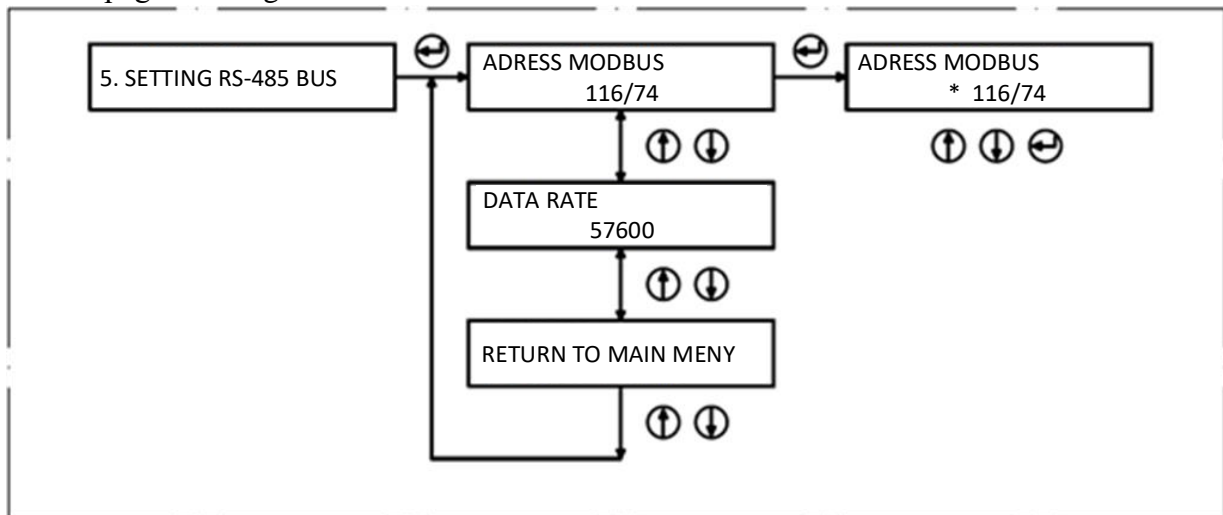 5. SETTING RS-485 BUS
ADRESS MODBUS
116/74
ADRESS MODBUS
* 116/74
DATA RATE
57600
RETURN TO MAIN MENY